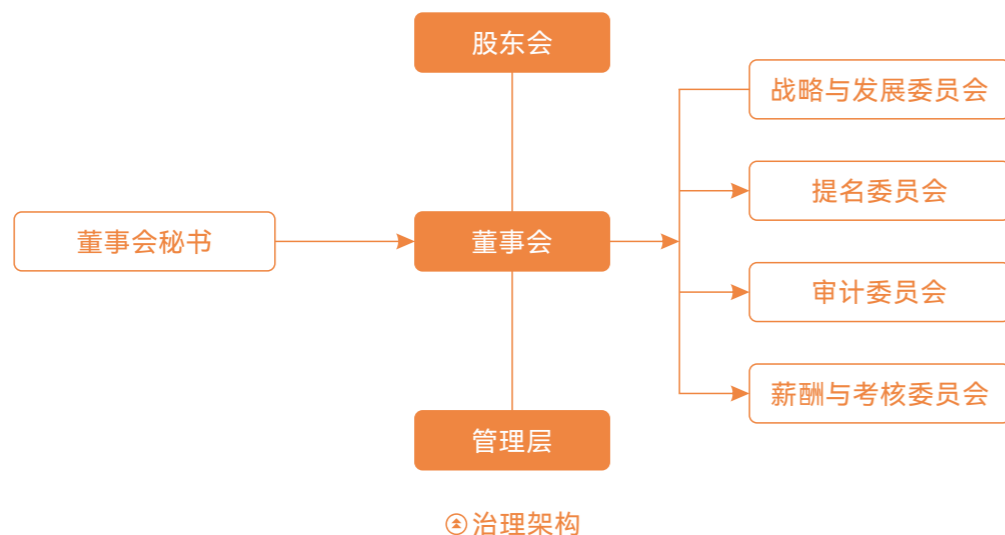 股东会
战略与发展委员会
提名委员会
董事会秘书
董事会
审计委员会
薪酬与考核委员会
管理层
治理架构